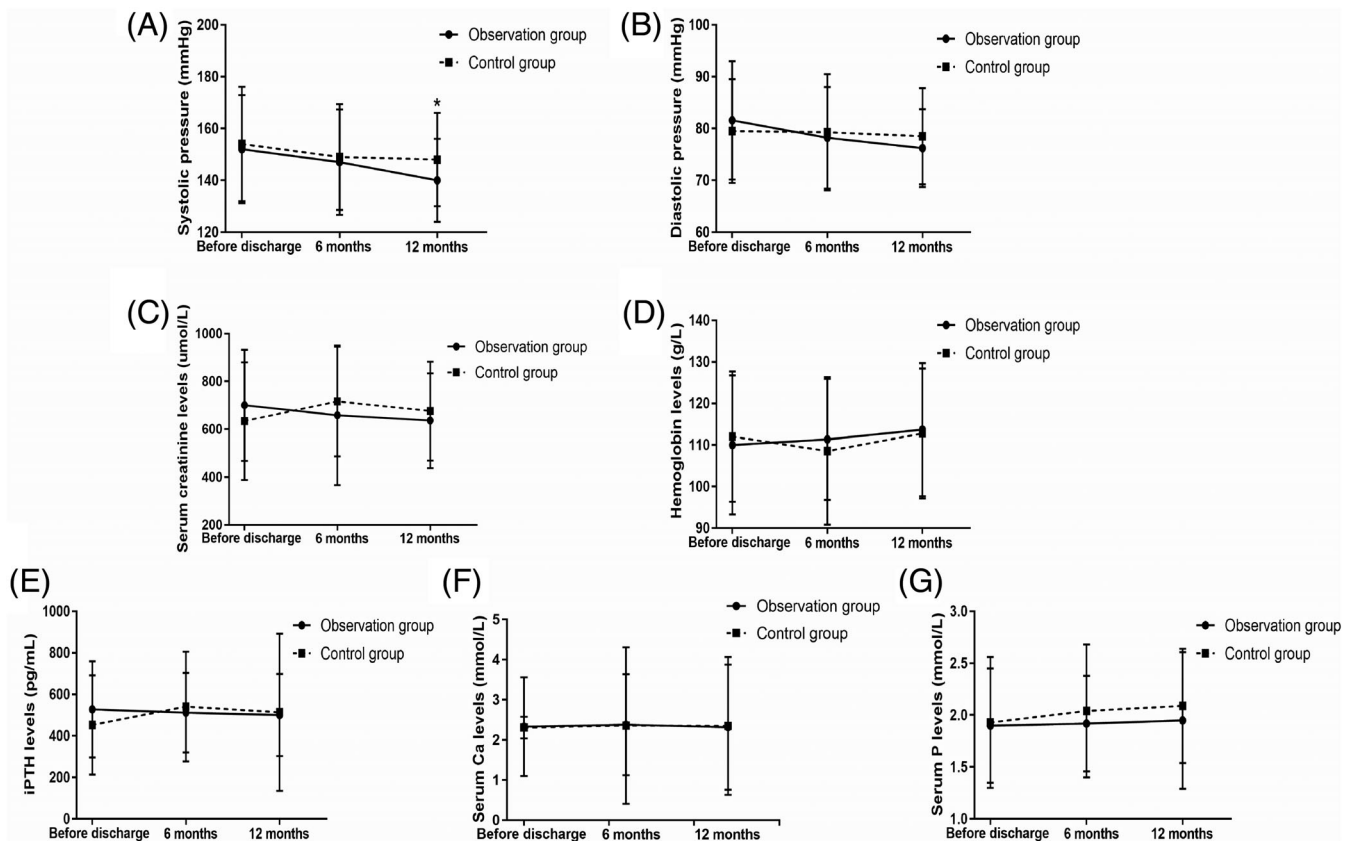 (A)
Systolic pressure (mmHg)
200
180
160
140
120
*
Before discharge 6 months 12 months
Observation group
Control group
(B)
Diastolic pressure (mmHg)
100
90
80
70
60
Before discharge 6 months 12 months
Observation group
Control group
(C)
Serum creatinine levels (umol/L)
1000
800
600
400
200
Before discharge 6 months 12 months
Observation group
Control group
(D)
Hemoglobin levels (g/L)
140
130
120
110
100
90
Before discharge 6 months 12 months
Observation group
Control group
(E)
iPTH levels (pg/mL)
1000
800
600
400
200
0
Before discharge 6 months 12 months
Observation group
Control group
(F)
Serum Ca levels (mmol/L)
5
4
3
2
1
0
Before discharge 6 months 12 months
Observation group
Control group
(G)
Serum P levels (mmol/L)
3.0
2.5
2.0
1.5
1.0
Before discharge 6 months 12 months
Observation group
Control group